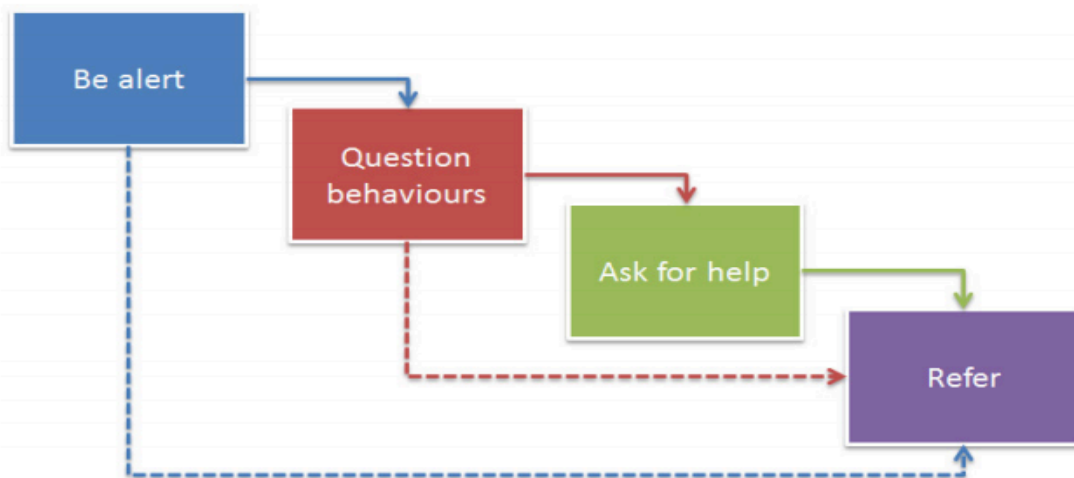 Be alert
Question
behaviours
Ask for help
Refer